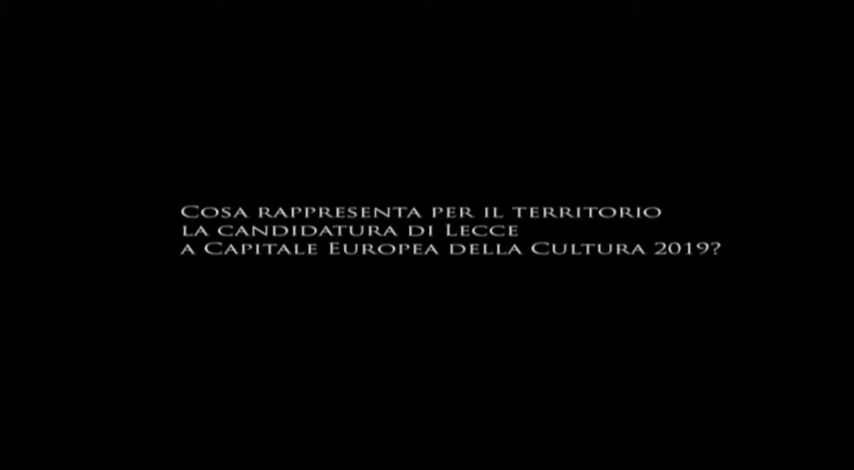 Cosa rappresenta per il territorio
la candidatura di Lecce
a Capitale Europea della Cultura 2019?